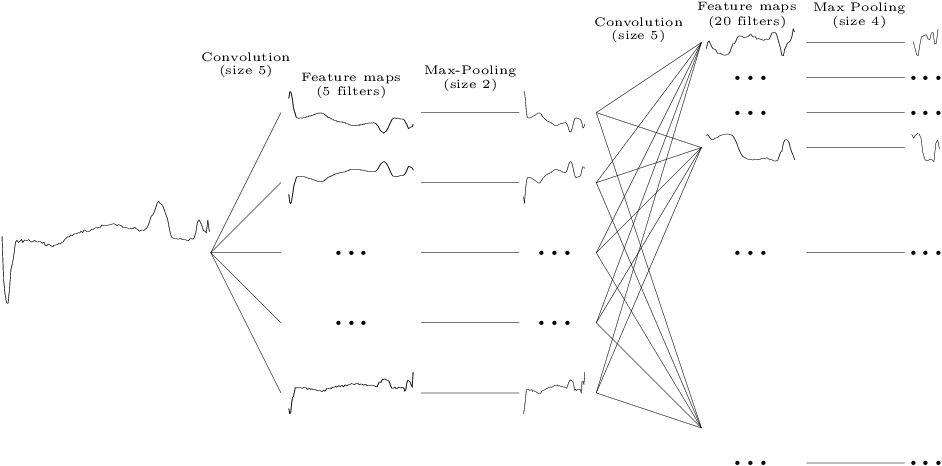 Convolution
(size 5)
Feature maps
(5 filters)
Max-Pooling
(size 2)
Convolution
(size 5)
Feature maps
(20 filters)
Max Pooling
(size 4)